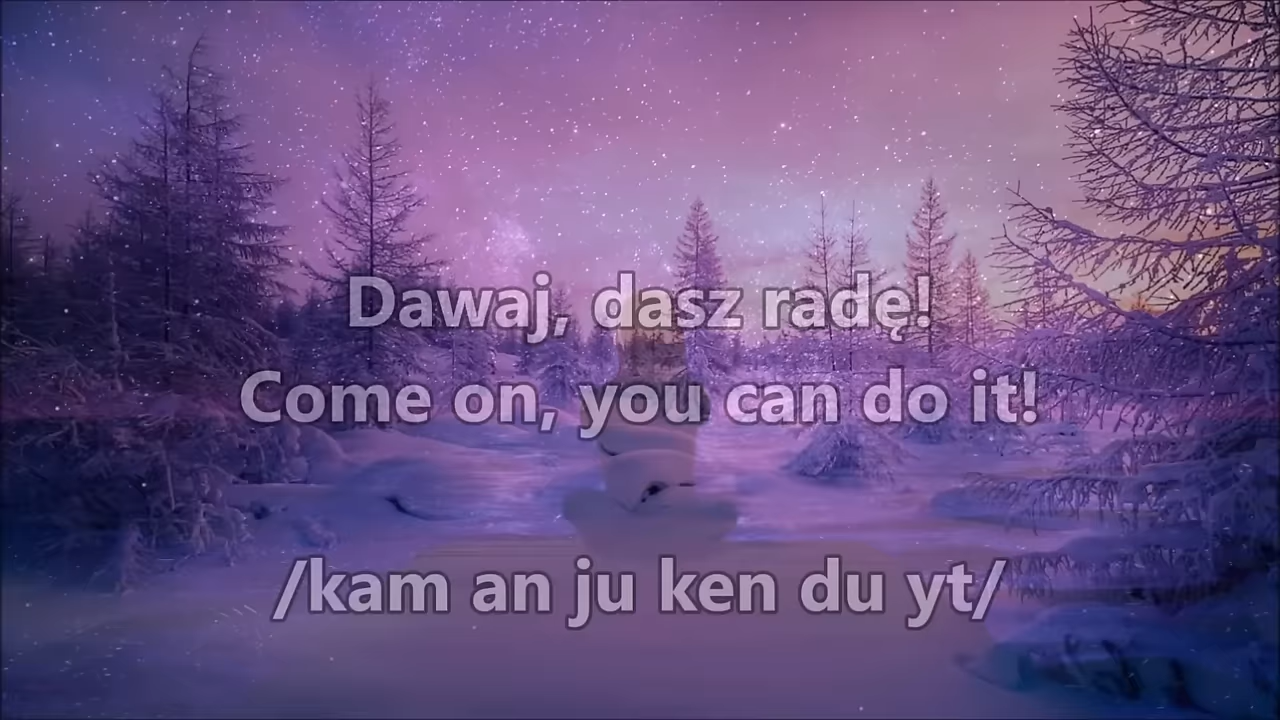 Dawaj, dasz radę!
Come on, you can do it!
/kam an ju ken du yt/